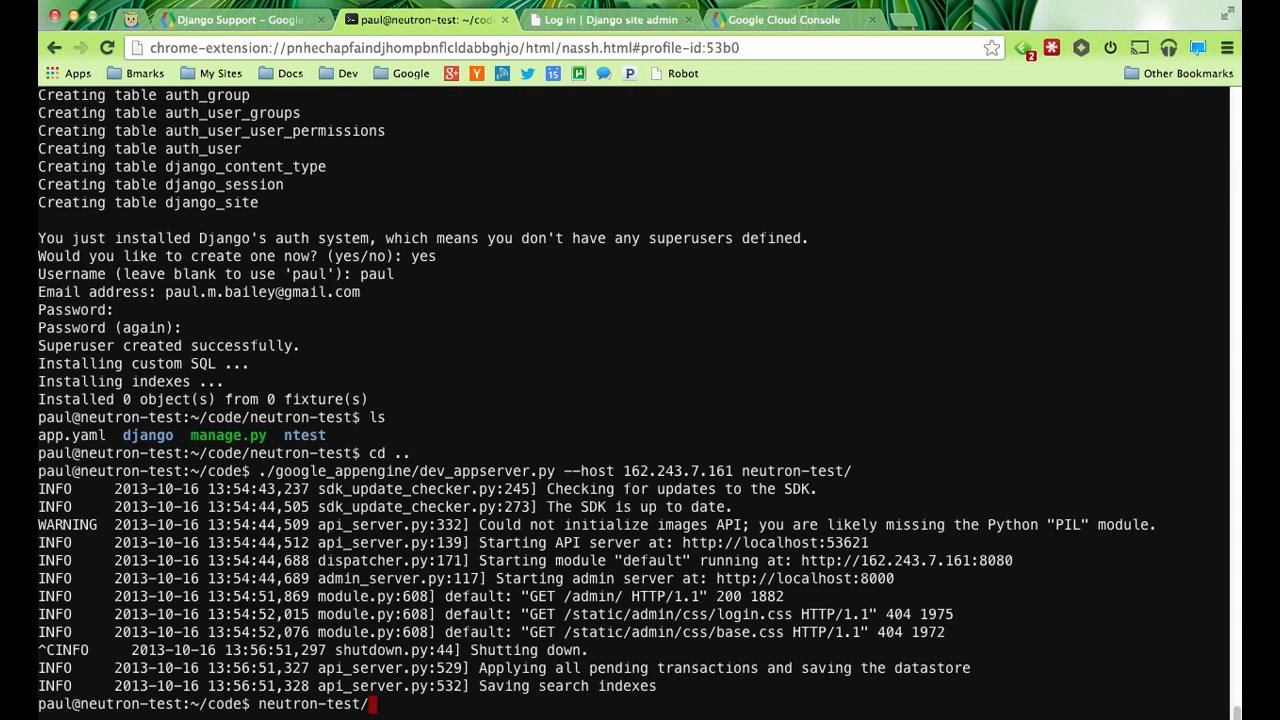 Django Support - Google
paul@neutron-test: ~/code
Log in | Django site admin
Google Cloud Console
chrome-extension://pnhechapfaindjhompbnflcldabbghjo/html/nassh.html#profile-id:53b0
2
Apps
Bmarks
My Sites
Docs
Dev
Google
g+
Y
15
µ
P
Robot
Other Bookmarks
Creating table auth_group
Creating table auth_user_groups
Creating table auth_user_user_permissions
Creating table auth_user
Creating table django_content_type
Creating table django_session
Creating table django_site
You just installed Django's auth system, which means you don't have any superusers defined.
Would you like to create one now? (yes/no): yes
Username (leave blank to use 'paul'): paul
Email address: paul.m.bailey@gmail.com
Password:
Password (again):
Superuser created successfully.
Installing custom SQL ...
Installing indexes ...
Installed 0 object(s) from 0 fixture(s)
paul@neutron-test:~/code/neutron-test$ ls
app.yaml  django  manage.py  ntest
paul@neutron-test:~/code/neutron-test$ cd ..
paul@neutron-test:~/code$ ./google_appengine/dev_appserver.py --host 162.243.7.161 neutron-test/
INFO     2013-10-16 13:54:43,237 sdk_update_checker.py:245] Checking for updates to the SDK.
INFO     2013-10-16 13:54:44,505 sdk_update_checker.py:273] The SDK is up to date.
WARNING  2013-10-16 13:54:44,509 api_server.py:332] Could not initialize images API; you are likely missing the Python "PIL" module.
INFO     2013-10-16 13:54:44,512 api_server.py:139] Starting API server at: http://localhost:53621
INFO     2013-10-16 13:54:44,688 dispatcher.py:171] Starting module "default" running at: http://162.243.7.161:8080
INFO     2013-10-16 13:54:44,689 admin_server.py:117] Starting admin server at: http://localhost:8000
INFO     2013-10-16 13:54:51,869 module.py:608] default: "GET /admin/ HTTP/1.1" 200 1882
INFO     2013-10-16 13:54:52,015 module.py:608] default: "GET /static/admin/css/login.css HTTP/1.1" 404 1975
INFO     2013-10-16 13:54:52,076 module.py:608] default: "GET /static/admin/css/base.css HTTP/1.1" 404 1972
^CINFO     2013-10-16 13:56:51,297 shutdown.py:44] Shutting down.
INFO     2013-10-16 13:56:51,327 api_server.py:529] Applying all pending transactions and saving the datastore
INFO     2013-10-16 13:56:51,328 api_server.py:532] Saving search indexes
paul@neutron-test:~/code$ neutron-test/